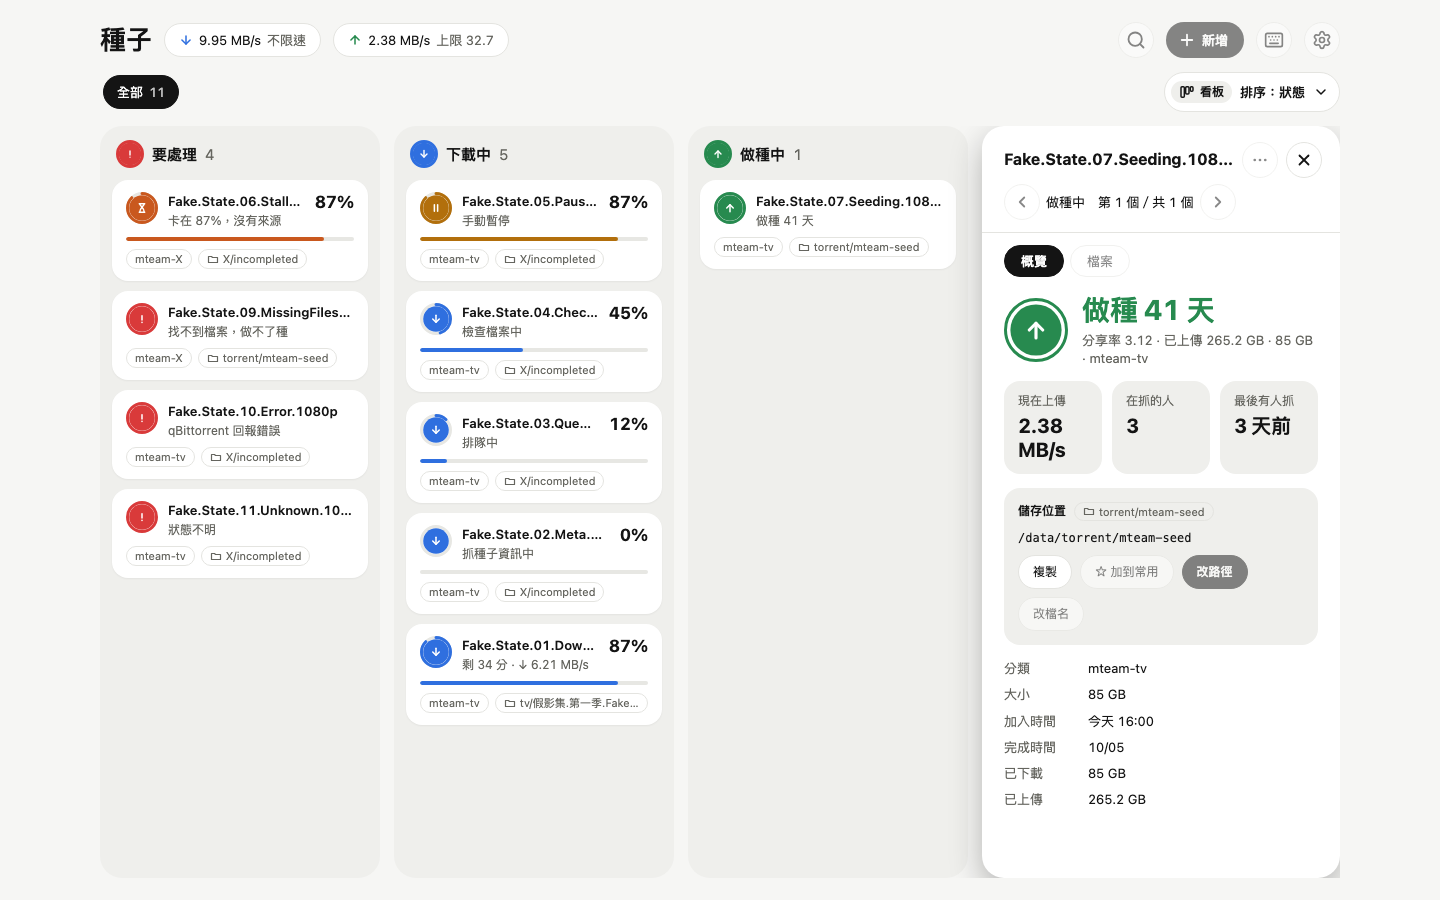 種子
9.95 MB/s 不限速
2.38 MB/s 上限 32.7
新增
全部 11
看板
排序：狀態
要處理 4
Fake.State.06.Stall... 87%
卡在 87%，沒有來源
mteam-X
X/incompleted
Fake.State.09.MissingFiles...
找不到檔案，做不了種
mteam-X
torrent/mteam-seed
Fake.State.10.Error.1080p
qBittorrent 回報錯誤
mteam-tv
X/incompleted
Fake.State.11.Unknown.10...
狀態不明
mteam-tv
X/incompleted
下載中 5
Fake.State.05.Paus... 87%
手動暫停
mteam-tv
X/incompleted
Fake.State.04.Chec... 45%
檢查檔案中
mteam-tv
X/incompleted
Fake.State.03.Que... 12%
排隊中
mteam-tv
X/incompleted
Fake.State.02.Meta.... 0%
抓種子資訊中
mteam-tv
X/incompleted
Fake.State.01.Dow... 87%
剩 34 分 · ↓ 6.21 MB/s
mteam-tv
tv/假影集.第一季.Fake...
做種中 1
Fake.State.07.Seeding.108...
做種 41 天
mteam-tv
torrent/mteam-seed
Fake.State.07.Seeding.108...
做種中 第 1 個 / 共 1 個
概覽
檔案
做種 41 天
分享率 3.12 · 已上傳 265.2 GB · 85 GB
· mteam-tv
現在上傳
2.38
MB/s
在抓的人
3
最後有人抓
3 天前
儲存位置
torrent/mteam-seed
/data/torrent/mteam-seed
複製
☆ 加到常用
改路徑
改檔名
分類 mteam-tv
大小 85 GB
加入時間 今天 16:00
完成時間 10/05
已下載 85 GB
已上傳 265.2 GB